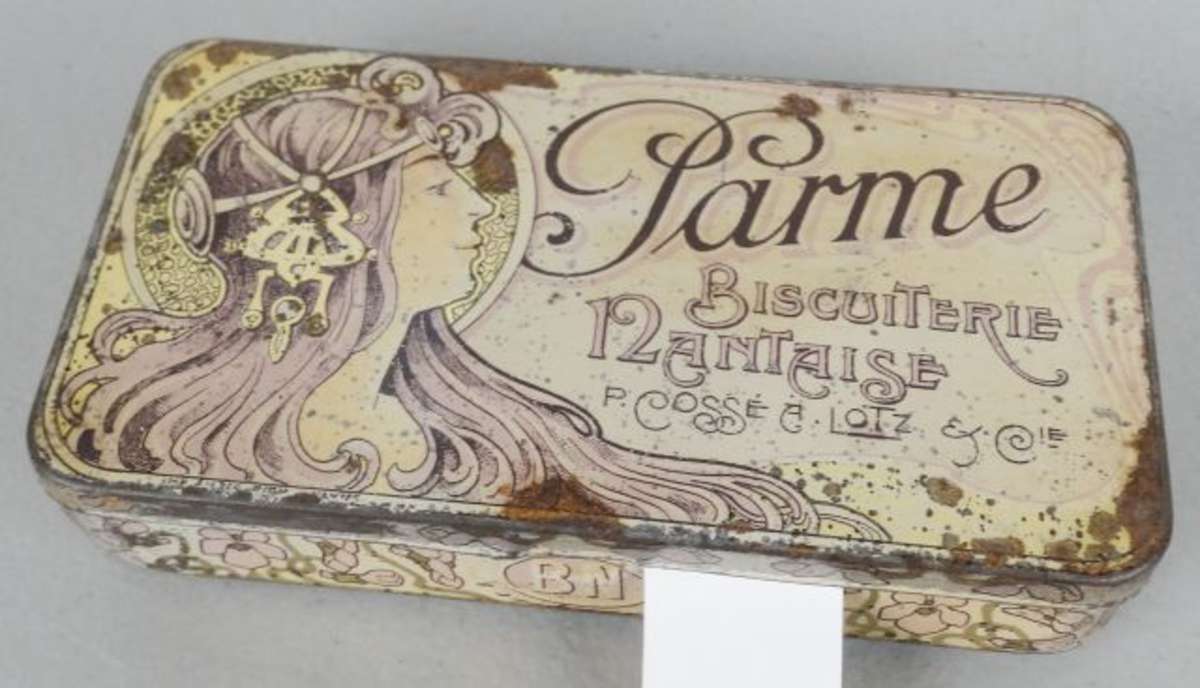 Parme
BISCUITERIE
NANTAISE
P. COSSÉ A. LOTZ & CIE
BN